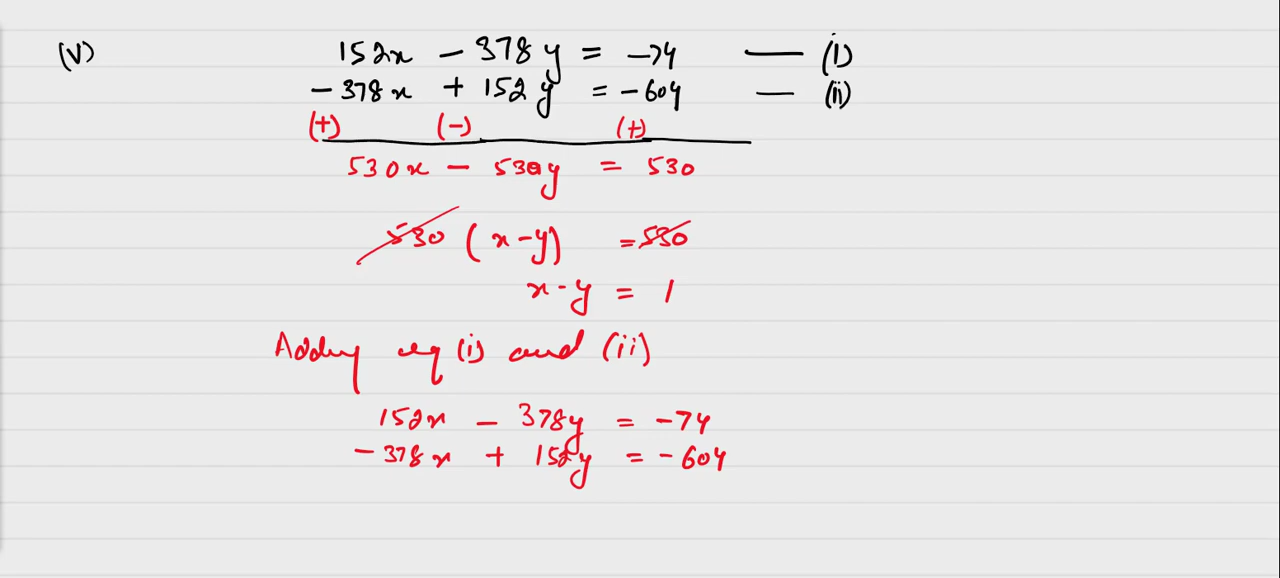 (V) 152x - 378y = -74 —— (i)
-378x + 152y = -604 — (ii)
(+) (-) (+)
530x - 530y = 530
530 (x-y) = 530
x-y = 1
Adding eq (i) and (ii)
152x - 378y = -74
-378x + 152y = -604